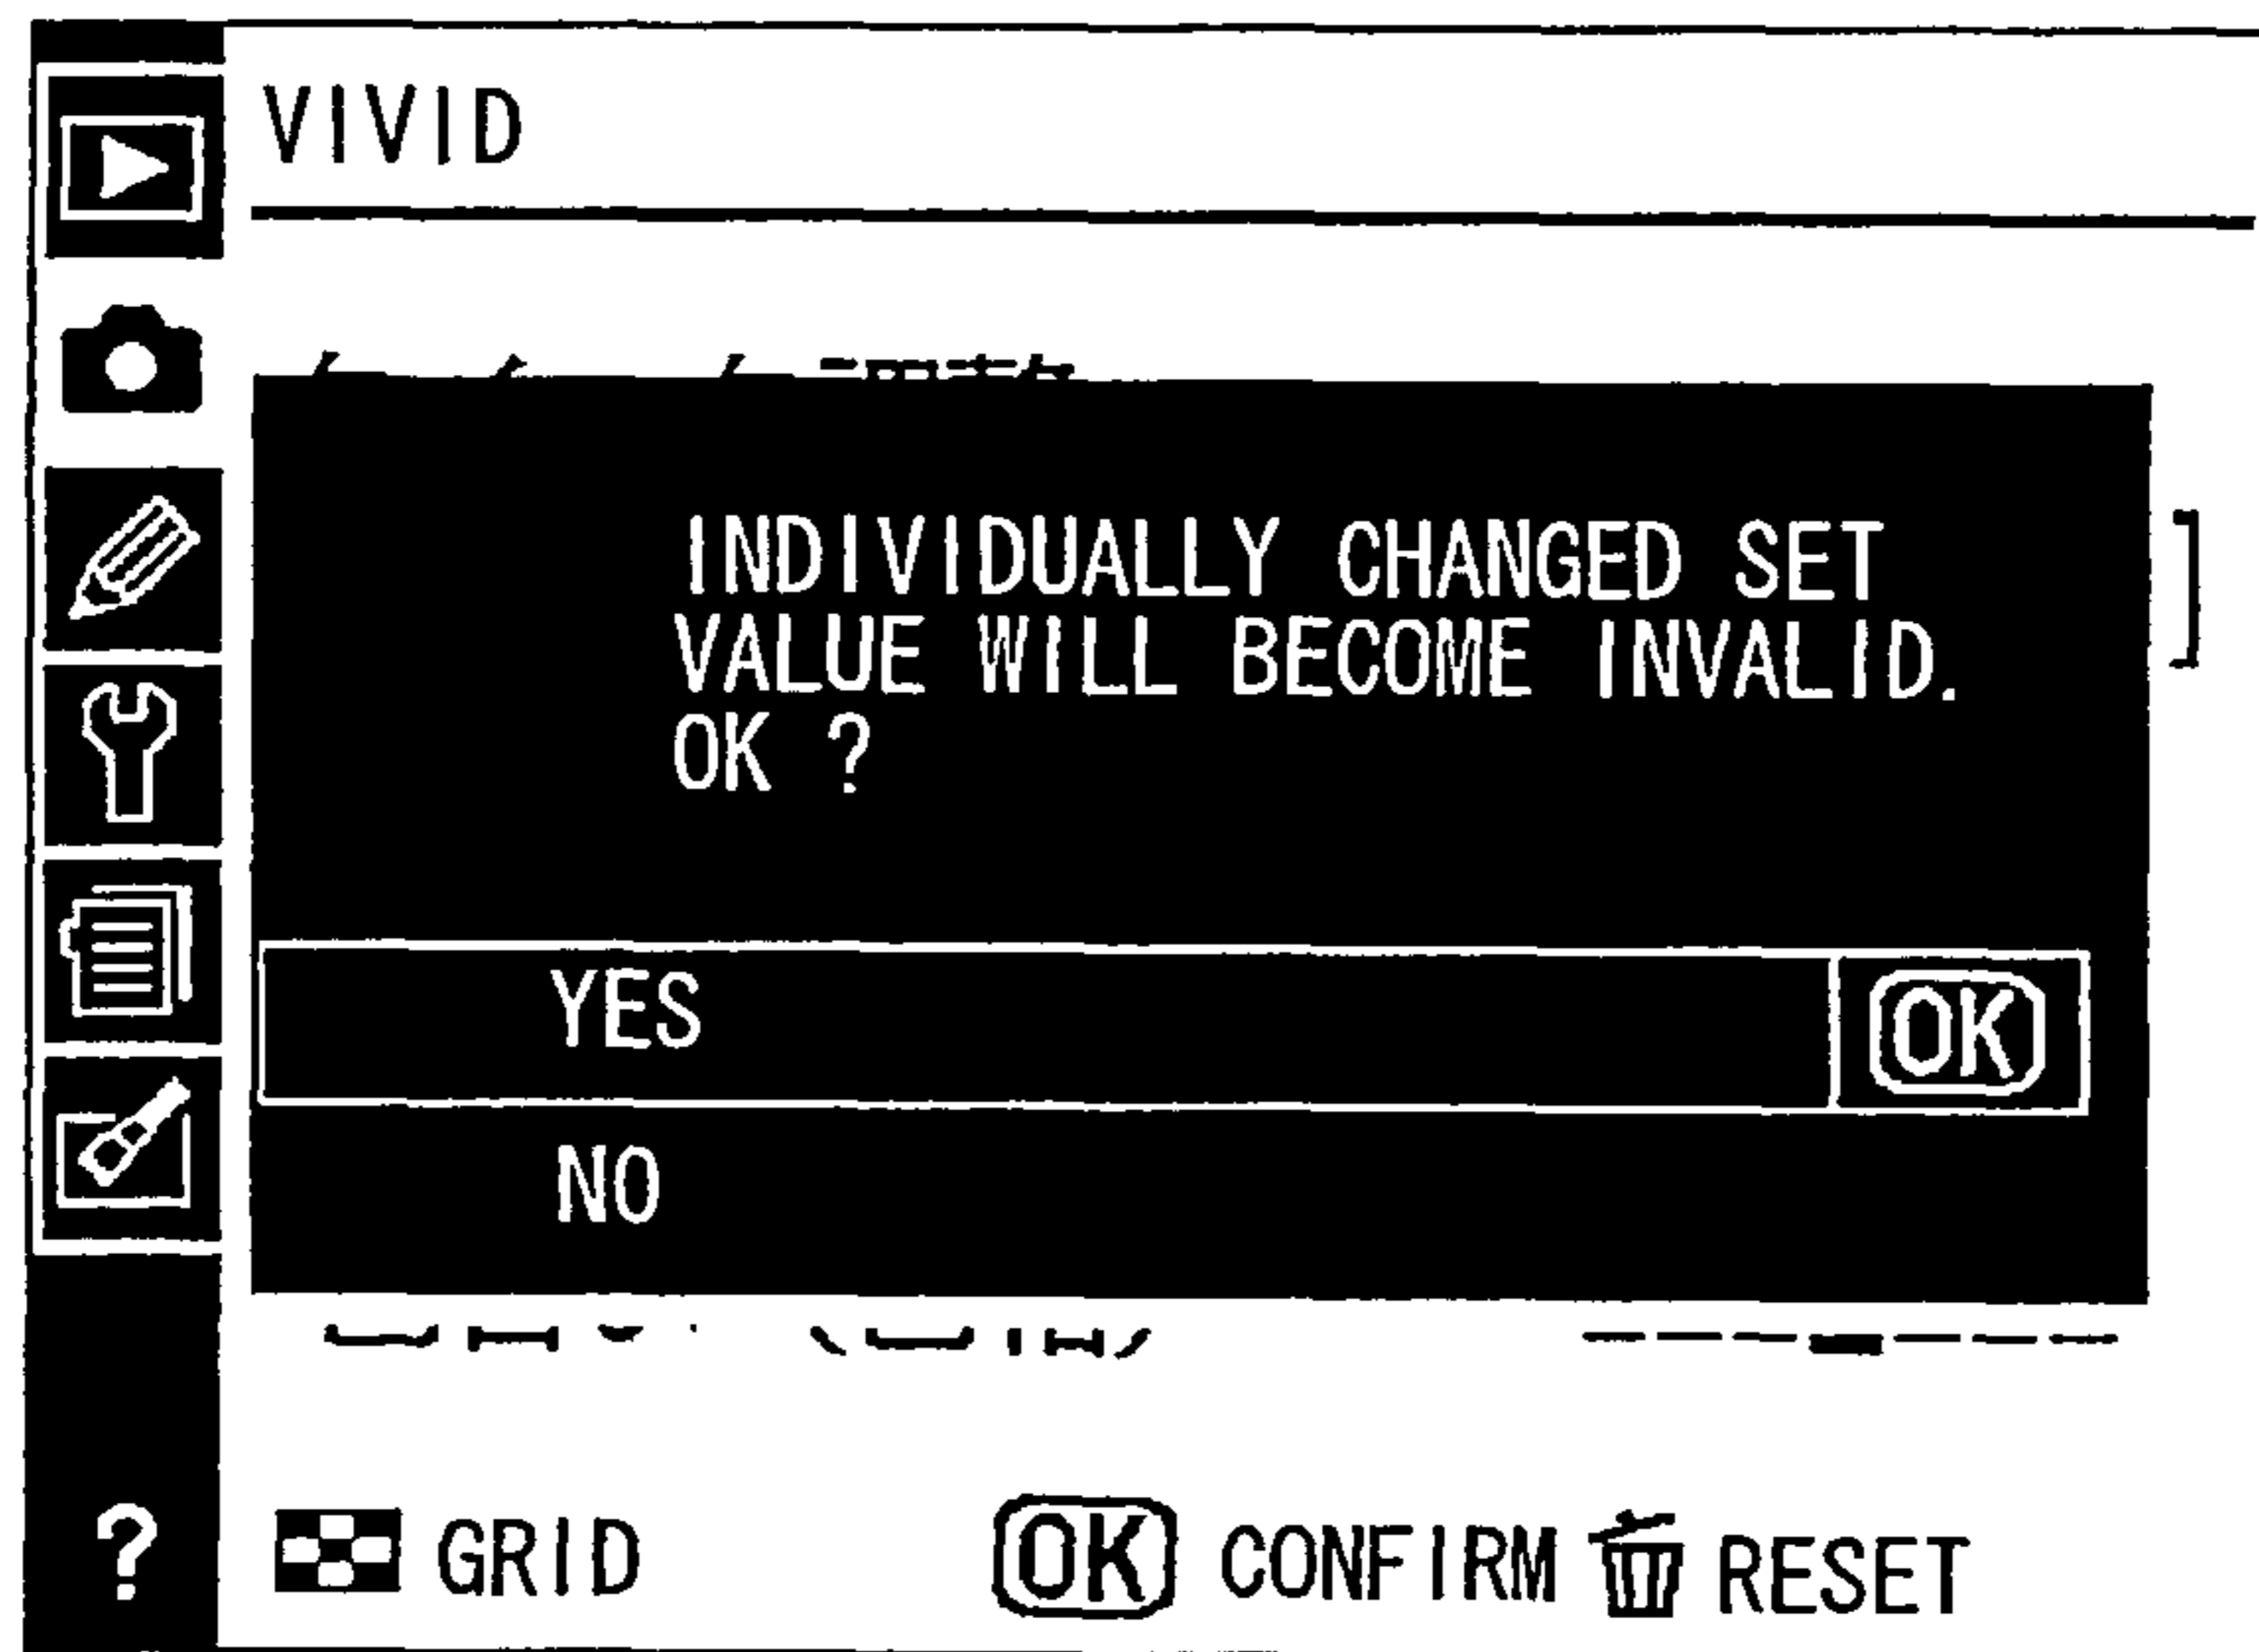 VIVID
INDIVIDUALLY CHANGED SET
VALUE WILL BECOME INVALID.
OK ?
YES OK
NO
? GRID OK CONFIRM RESET